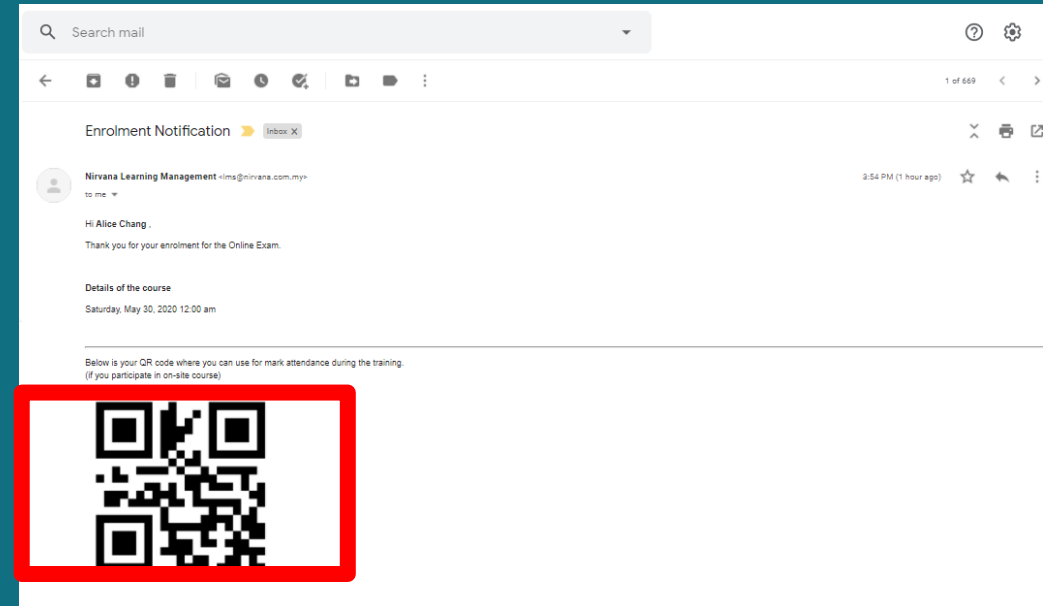 Search mail
1 of 669
Enrolment Notification Inbox X
Nirvana Learning Management <lms@nirvana.com.my>
3:54 PM (1 hour ago)
to me
Hi Alice Chang ,
Thank you for your enrolment for the Online Exam.
Details of the course
Saturday, May 30, 2020 12:00 am
Below is your QR code where you can use for mark attendance during the training.
(if you participate in on-site course)